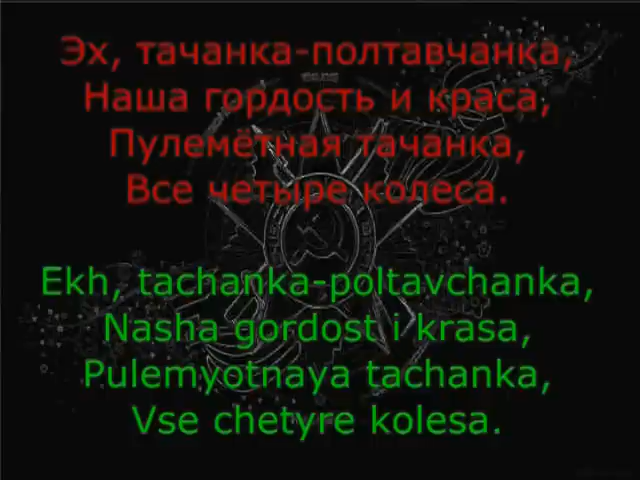 Эх, тачанка-полтавчанка,
Наша гордость и краса,
Пулемётная тачанка,
Все четыре колеса.
Ekh, tachanka-poltavchanka,
Nasha gordost i krasa,
Pulemyotnaya tachanka,
Vse chetyre kolesa.